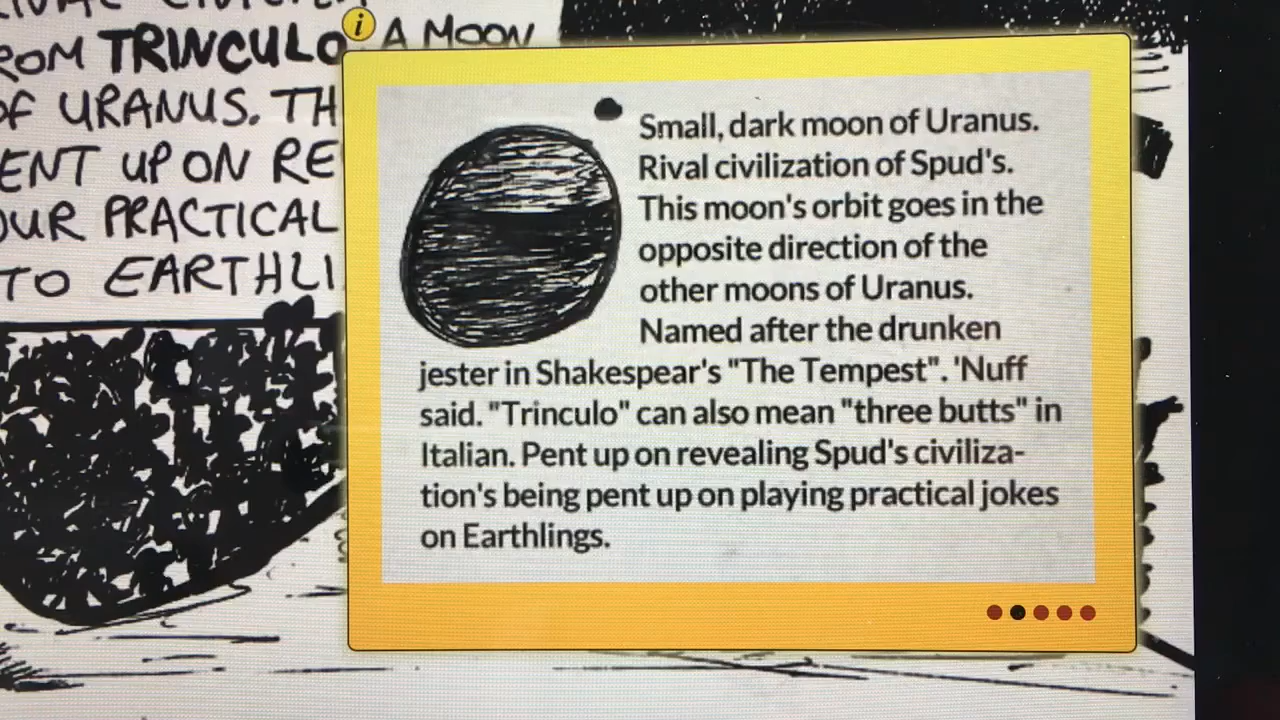 ROM TRINCULO A MOON
OF URANUS. TH
ENT UP ON RE
OUR PRACTICAL
TO EARTHLI
i
Small, dark moon of Uranus.
Rival civilization of Spud's.
This moon's orbit goes in the
opposite direction of the
other moons of Uranus.
Named after the drunken
jester in Shakespear's "The Tempest". 'Nuff
said. "Trinculo" can also mean "three butts" in
Italian. Pent up on revealing Spud's civiliza-
tion's being pent up on playing practical jokes
on Earthlings.